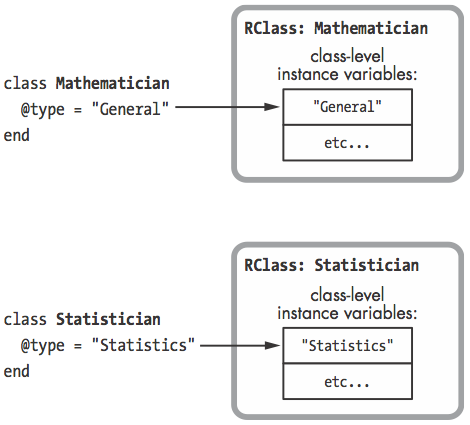 RClass: Mathematician
class-level
instance variables:
class Mathematician
@type = "General"
end
"General"
etc...
RClass: Statistician
class-level
instance variables:
class Statistician
@type = "Statistics"
end
"Statistics"
etc...